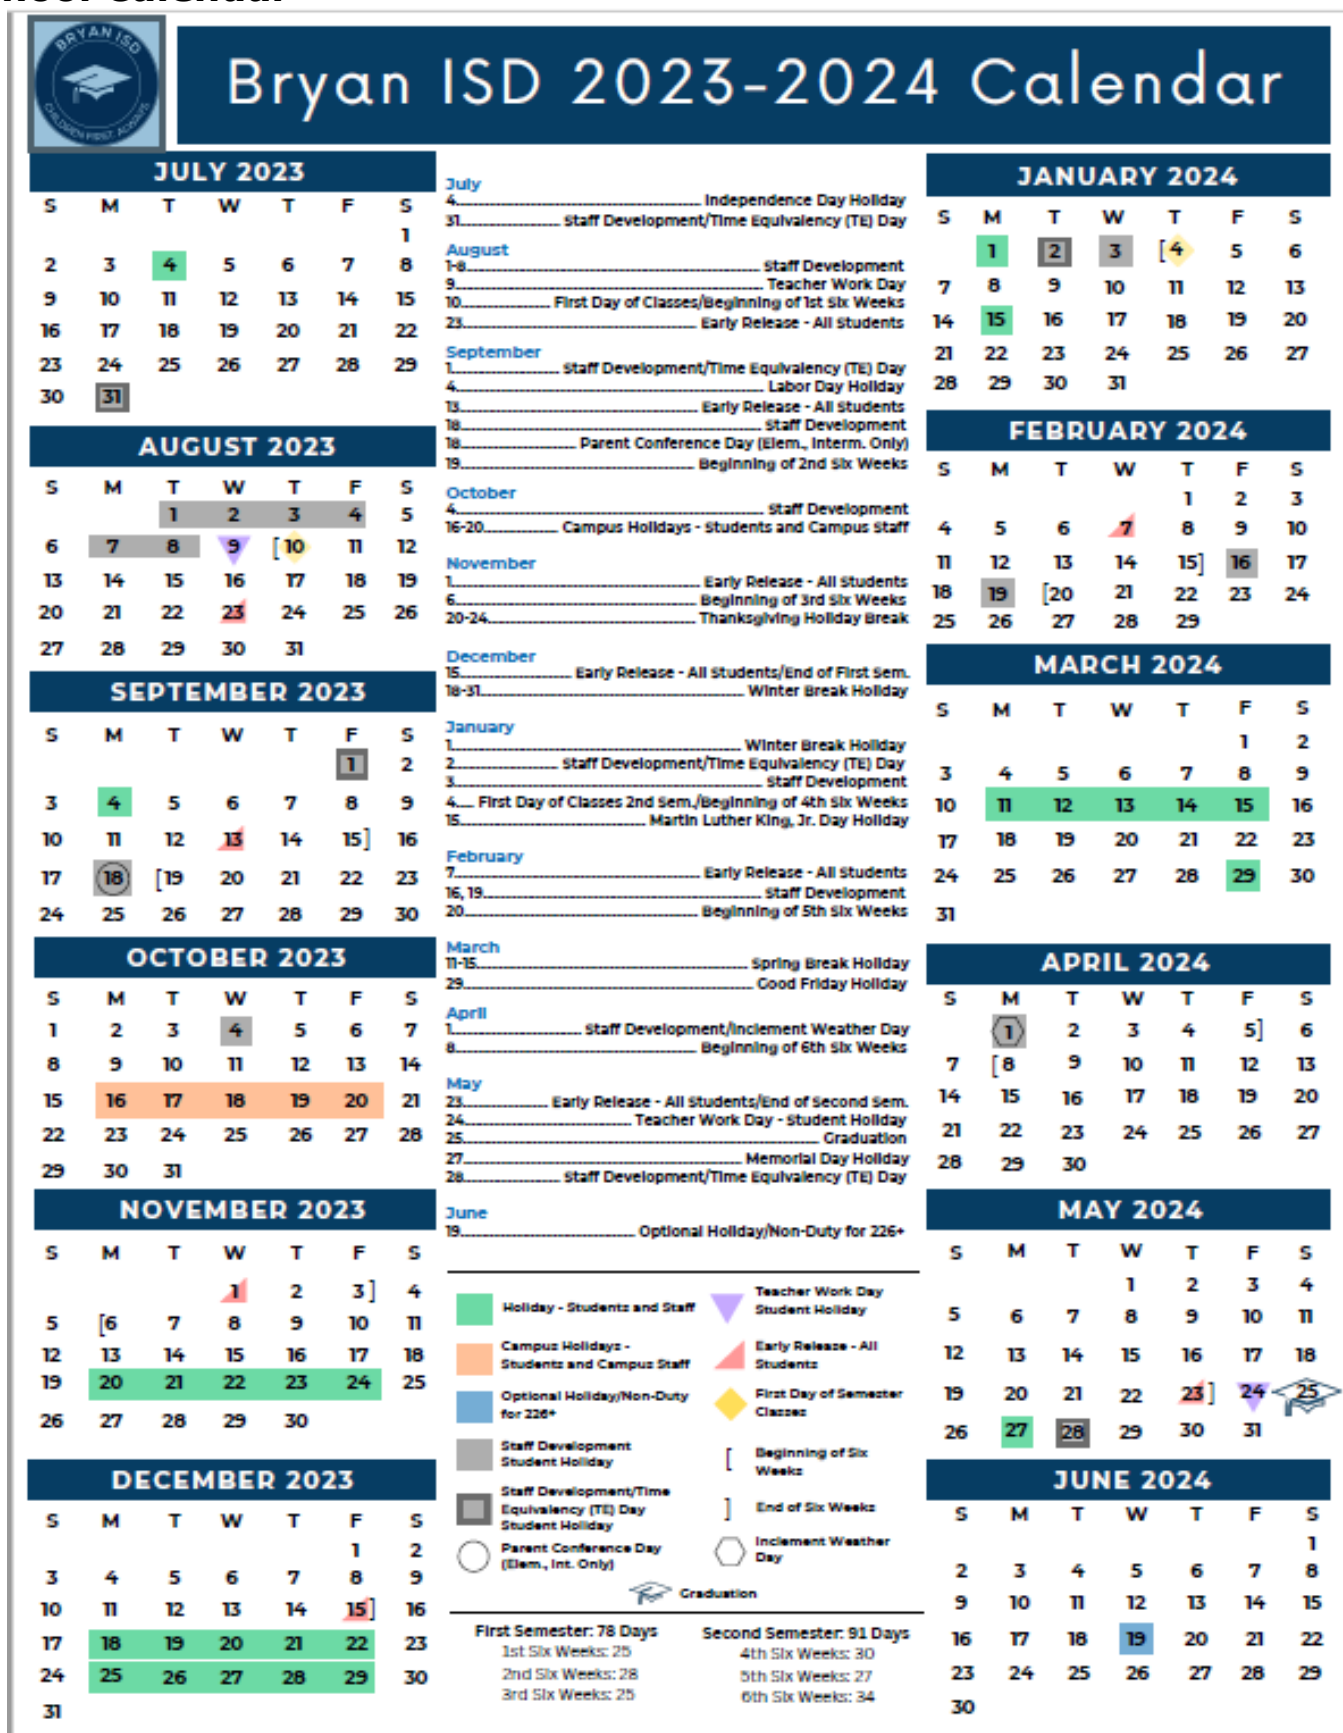 BRYAN ISD
CHILDREN FIRST, ALWAYS
Bryan ISD 2023-2024 Calendar
JULY 2023
S M T W T F S
1
2 3 4 5 6 7 8
9 10 11 12 13 14 15
16 17 18 19 20 21 22
23 24 25 26 27 28 29
30 31
AUGUST 2023
S M T W T F S
1 2 3 4 5
6 7 8 9 [10 11 12
13 14 15 16 17 18 19
20 21 22 23 24 25 26
27 28 29 30 31
SEPTEMBER 2023
S M T W T F S
1 2
3 4 5 6 7 8 9
10 11 12 13 14 15] 16
17 18 [19 20 21 22 23
24 25 26 27 28 29 30
OCTOBER 2023
S M T W T F S
1 2 3 4 5 6 7
8 9 10 11 12 13 14
15 16 17 18 19 20 21
22 23 24 25 26 27 28
29 30 31
NOVEMBER 2023
S M T W T F S
1 2 3] 4
5 [6 7 8 9 10 11
12 13 14 15 16 17 18
19 20 21 22 23 24 25
26 27 28 29 30
DECEMBER 2023
S M T W T F S
1 2
3 4 5 6 7 8 9
10 11 12 13 14 15] 16
17 18 19 20 21 22 23
24 25 26 27 28 29 30
31
July
4 Independence Day Holiday
31 Staff Development/Time Equivalency (TE) Day
August
1-8 Staff Development
9 Teacher Work Day
10 First Day of Classes/Beginning of 1st Six Weeks
23 Early Release - All Students
September
1 Staff Development/Time Equivalency (TE) Day
4 Labor Day Holiday
13 Early Release - All Students
18 Staff Development
18 Parent Conference Day (Elem., Interm. Only)
19 Beginning of 2nd Six Weeks
October
4 Staff Development
16-20 Campus Holidays - Students and Campus Staff
November
1 Early Release - All Students
6 Beginning of 3rd Six Weeks
20-24 Thanksgiving Holiday Break
December
15 Early Release - All Students/End of First Sem.
18-31 Winter Break Holiday
January
1 Winter Break Holiday
2 Staff Development/Time Equivalency (TE) Day
3 Staff Development
4 First Day of Classes 2nd Sem./Beginning of 4th Six Weeks
15 Martin Luther King, Jr. Day Holiday
February
7 Early Release - All Students
16, 19 Staff Development
20 Beginning of 5th Six Weeks
March
11-15 Spring Break Holiday
29 Good Friday Holiday
April
1 Staff Development/Inclement Weather Day
8 Beginning of 6th Six Weeks
May
23 Early Release - All Students/End of Second Sem.
24 Teacher Work Day - Student Holiday
25 Graduation
27 Memorial Day Holiday
28 Staff Development/Time Equivalency (TE) Day
June
19 Optional Holiday/Non-Duty for 226+
Holiday - Students and Staff
Campus Holidays -
Students and Campus Staff
Optional Holiday/Non-Duty
for 226+
Staff Development
Student Holiday
Staff Development/Time
Equivalency (TE) Day
Student Holiday
Parent Conference Day
(Elem., Int. Only)
Teacher Work Day
Student Holiday
Early Release - All
Students
First Day of Semester
Classes
[ Beginning of Six
Weeks
] End of Six Weeks
Inclement Weather
Day
Graduation
First Semester: 78 Days
1st Six Weeks: 25
2nd Six Weeks: 28
3rd Six Weeks: 25
Second Semester: 91 Days
4th Six Weeks: 30
5th Six Weeks: 27
6th Six Weeks: 34
JANUARY 2024
S M T W T F S
1 2 3 [4 5 6
7 8 9 10 11 12 13
14 15 16 17 18 19 20
21 22 23 24 25 26 27
28 29 30 31
FEBRUARY 2024
S M T W T F S
1 2 3
4 5 6 7 8 9 10
11 12 13 14 15] 16 17
18 19 [20 21 22 23 24
25 26 27 28 29
MARCH 2024
S M T W T F S
1 2
3 4 5 6 7 8 9
10 11 12 13 14 15 16
17 18 19 20 21 22 23
24 25 26 27 28 29 30
31
APRIL 2024
S M T W T F S
1 2 3 4 5] 6
7 [8 9 10 11 12 13
14 15 16 17 18 19 20
21 22 23 24 25 26 27
28 29 30
MAY 2024
S M T W T F S
1 2 3 4
5 6 7 8 9 10 11
12 13 14 15 16 17 18
19 20 21 22 23] 24 25
26 27 28 29 30 31
JUNE 2024
S M T W T F S
1
2 3 4 5 6 7 8
9 10 11 12 13 14 15
16 17 18 19 20 21 22
23 24 25 26 27 28 29
30